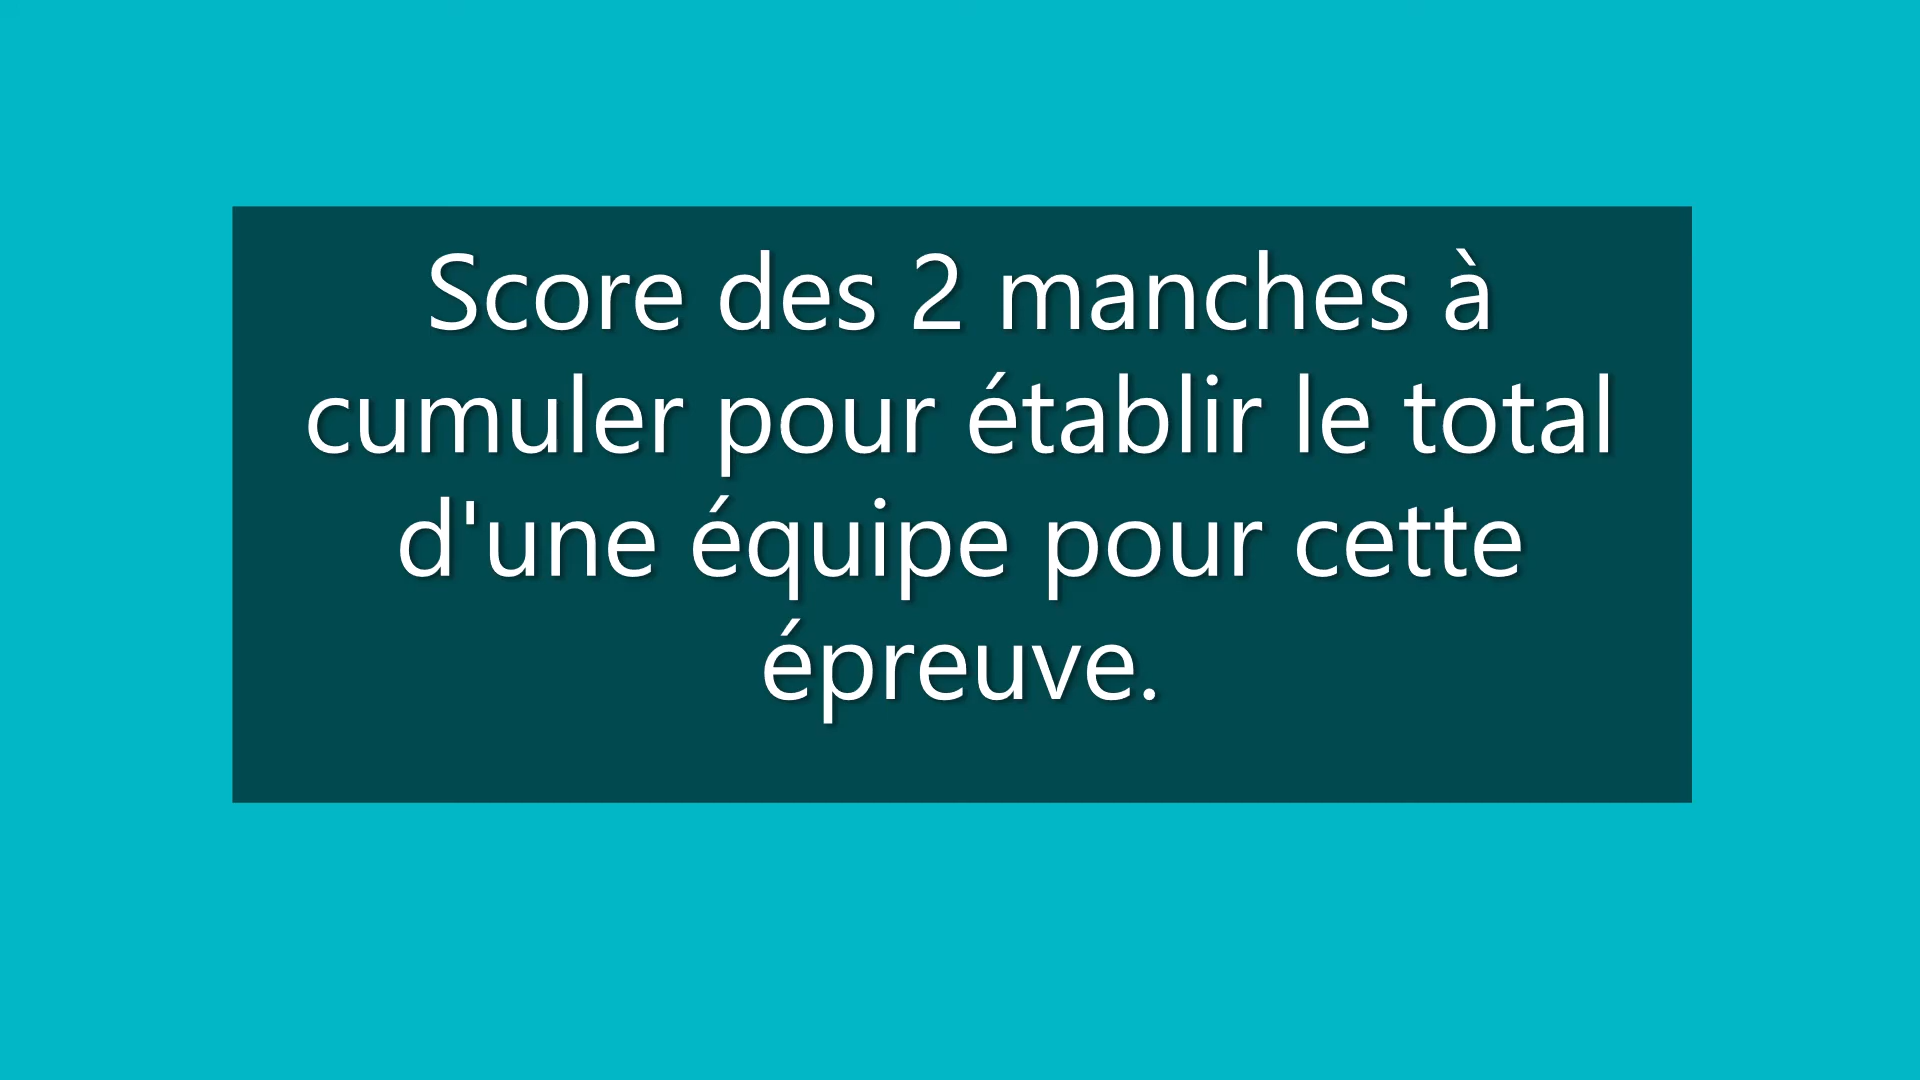 Score des 2 manches à
cumuler pour établir le total
d'une équipe pour cette
épreuve.